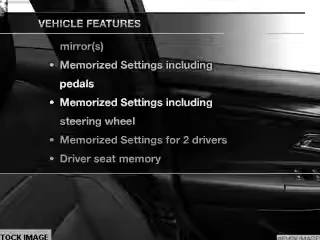 VEHICLE FEATURES
mirror(s)
• Memorized Settings including
pedals
• Memorized Settings including
steering wheel
• Memorized Settings for 2 drivers
• Driver seat memory
TOCK IMAGE